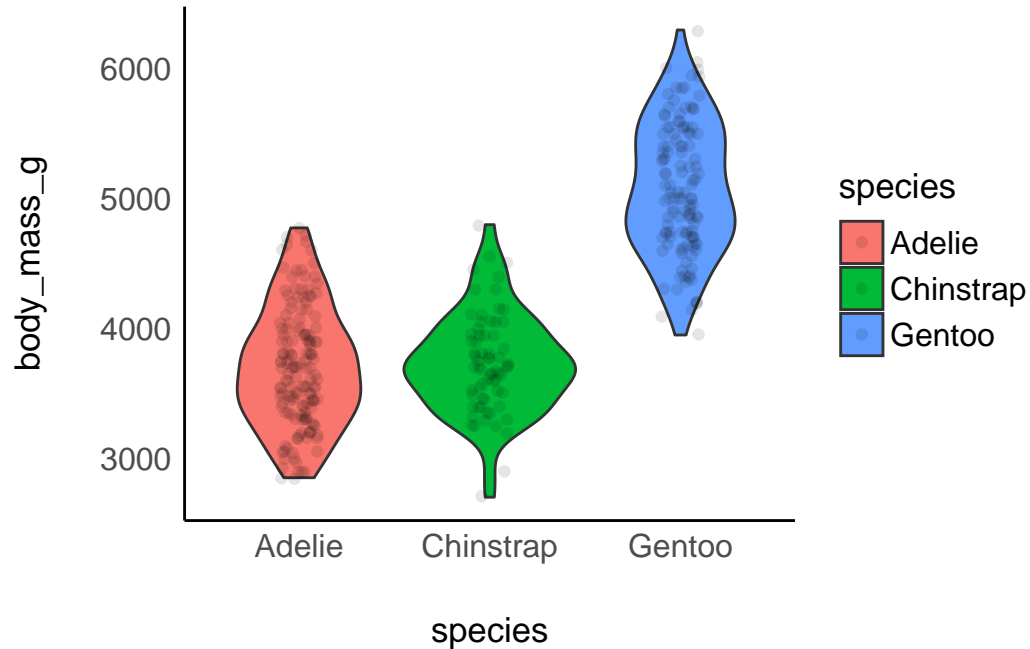 body_mass_g
6000
5000
4000
3000
Adelie
Chinstrap
Gentoo
species
species
Adelie
Chinstrap
Gentoo